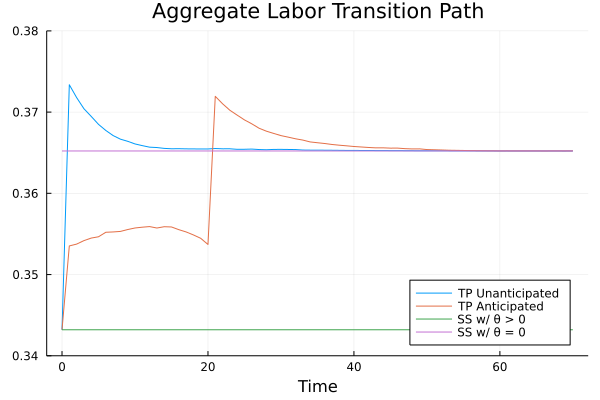 Aggregate Labor Transition Path
0.38
0.37
0.36
0.35
0.34
TP Unanticipated
TP Anticipated
SS w/ θ > 0
SS w/ θ = 0
0 20 40 60
Time